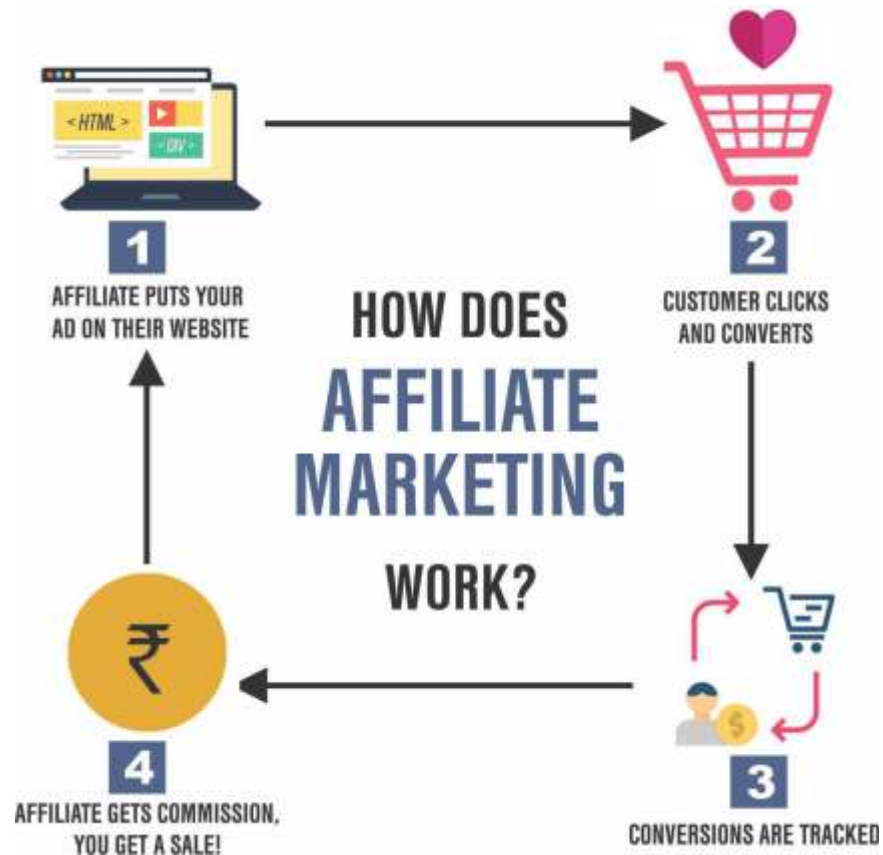 < HTML >
< DIV >
1
AFFILIATE PUTS YOUR
AD ON THEIR WEBSITE
2
CUSTOMER CLICKS
AND CONVERTS
HOW DOES
AFFILIATE
MARKETING
WORK?
₹
4
AFFILIATE GETS COMMISSION,
YOU GET A SALE!
$
3
CONVERSIONS ARE TRACKED